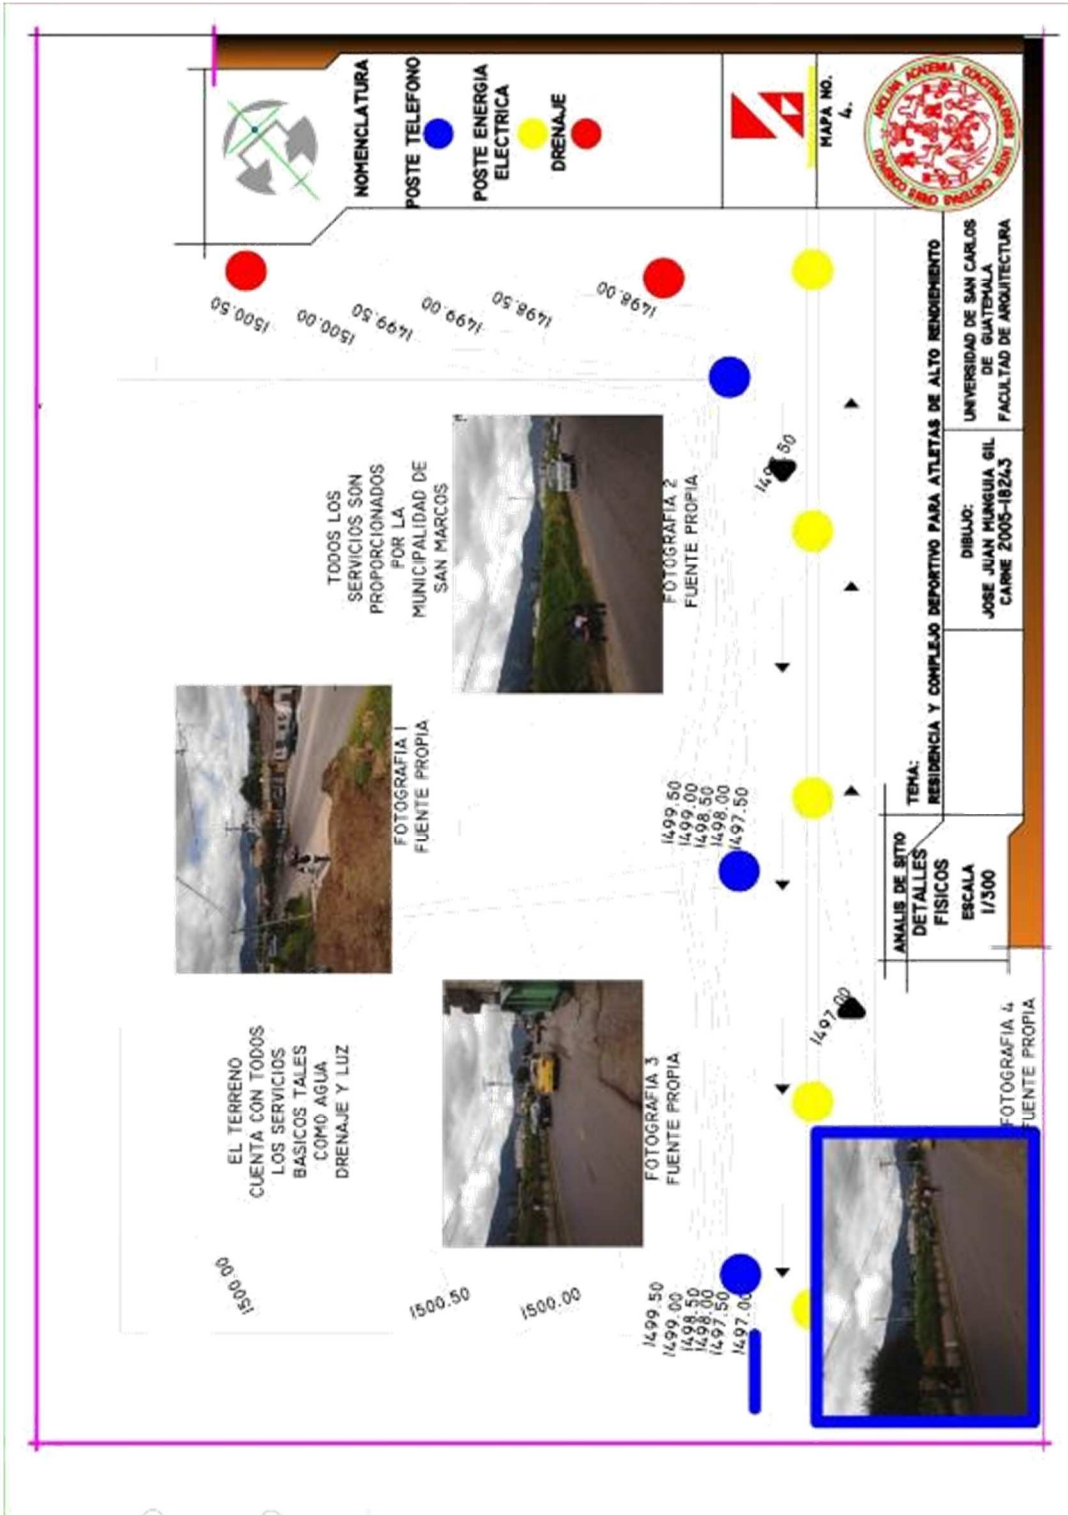 NOMENCLATURA
POSTE TELEFONO
POSTE ENERGIA
ELECTRICA
DRENAJE
MAPA NO.
4.
1500.50
1500.00
1499.50
1499.00
1498.50
1498.00
TODOS LOS
SERVICIOS SON
PROPORCIONADOS
POR LA
MUNICIPALIDAD DE
SAN MARCOS
FOTOGRAFIA 2
FUENTE PROPIA
FOTOGRAFIA 1
FUENTE PROPIA
1499.50
1499.00
1498.50
1498.00
1497.50
EL TERRENO
CUENTA CON TODOS
LOS SERVICIOS
BASICOS TALES
COMO AGUA
DRENAJE Y LUZ
FOTOGRAFIA 3
FUENTE PROPIA
1497.00
1500.00
1500.50
1500.00
1499.50
1499.00
1498.50
1498.00
1497.50
1497.00
FOTOGRAFIA 4
FUENTE PROPIA
UNIVERSIDAD DE SAN CARLOS
DE GUATEMALA
FACULTAD DE ARQUITECTURA
DIBUJO:
JOSE JUAN MUNGUIA GIL
CARNE 2005-18243
TEMA:
RESIDENCIA Y COMPLEJO DEPORTIVO PARA ATLETAS DE ALTO RENDIMIENTO
ANALIS DE SITIO
DETALLES
FISICOS
ESCALA
1/300